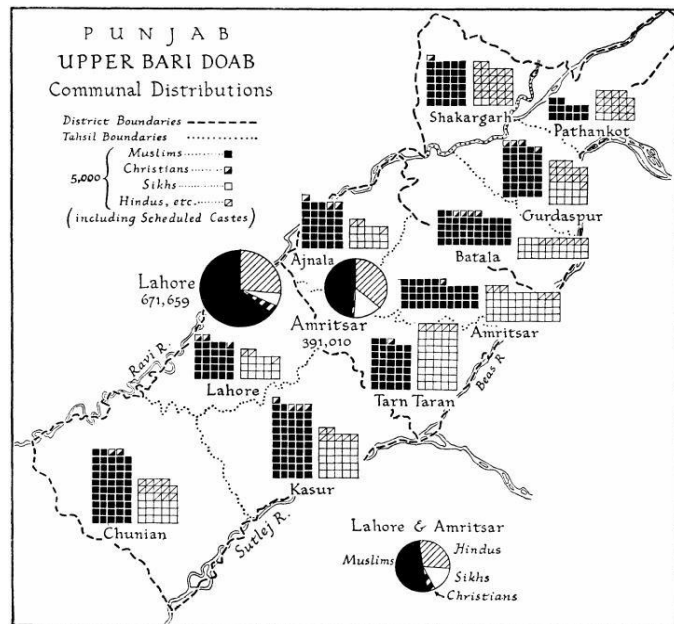 PUNJAB
UPPER BARI DOAB
Communal Distributions
District Boundaries
Tahsil Boundaries
5,000
Muslims
Christians
Sikhs
Hindus, etc.
(including Scheduled Castes)
Shakargarh
Pathankot
Gurdaspur
Ajnala
Batala
Lahore
671,659
Amritsar
391,010
Amritsar
Ravi R.
Lahore
Tarn Taran
Beas R
Kasur
Chunian
Sutlej R.
Lahore & Amritsar
Muslims
Hindus
Sikhs
Christians